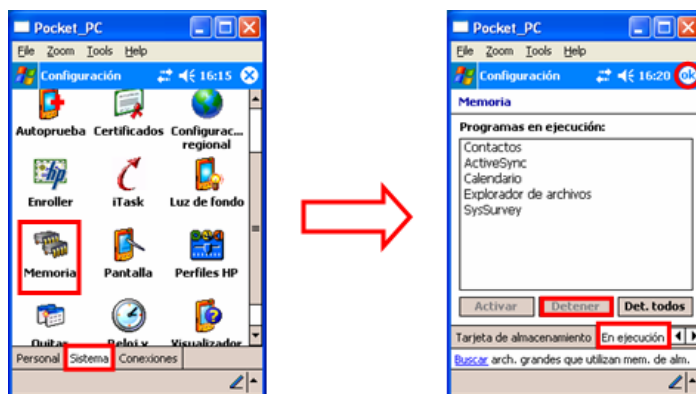 Pocket_PC
File Zoom Tools Help
Configuración 16:15
Autoprueba Certificados Configurac... regional
Enroller iTask Luz de fondo
Memoria Pantalla Perfiles HP
Quitar Reloj y Visualizador
Personal Sistema Conexiones
Pocket_PC
File Zoom Tools Help
Configuración 16:20 ok
Memoria
Programas en ejecución:
Contactos
ActiveSync
Calendario
Explorador de archivos
SysSurvey
Activar Detener Det. todos
Tarjeta de almacenamiento En ejecución
Buscar arch. grandes que utilizan mem. de alm.